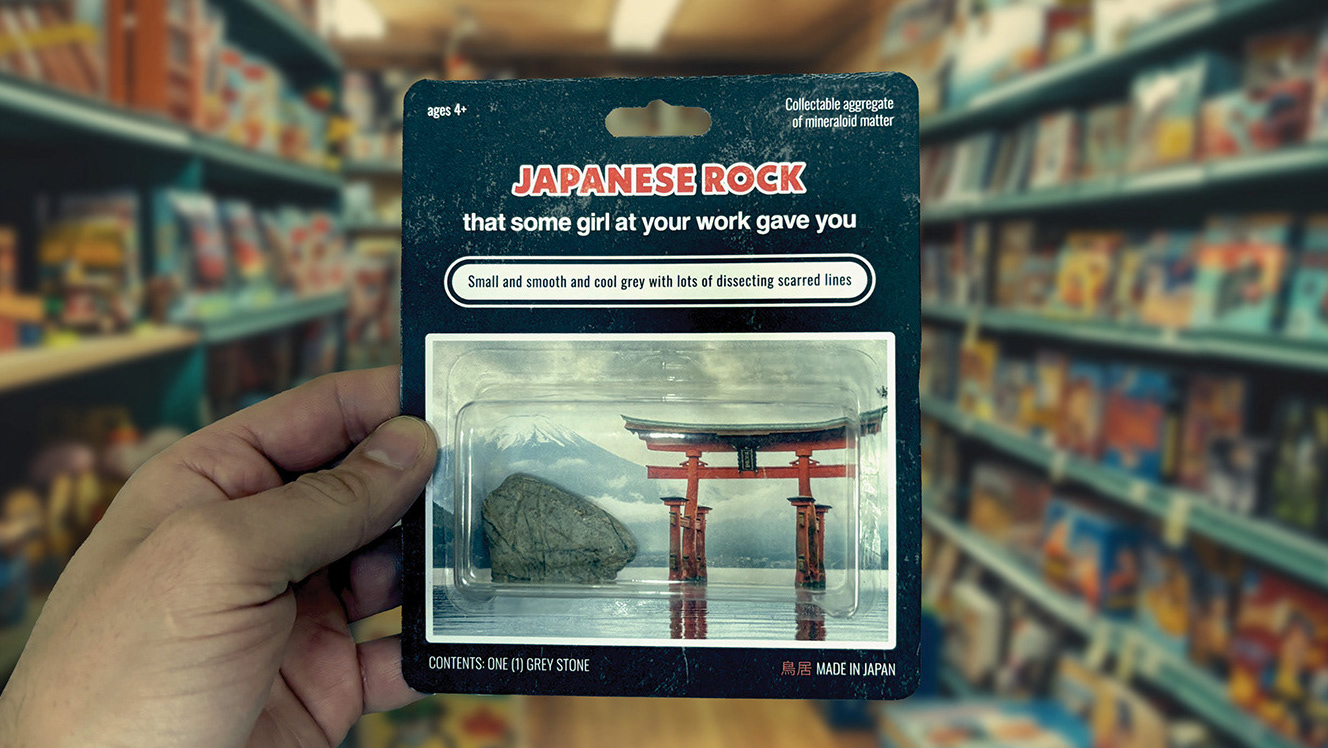 ages 4+
Collectable aggregate
of mineraloid matter
JAPANESE ROCK
that some girl at your work gave you
Small and smooth and cool grey with lots of dissecting scarred lines
CONTENTS: ONE (1) GREY STONE
鳥居 MADE IN JAPAN